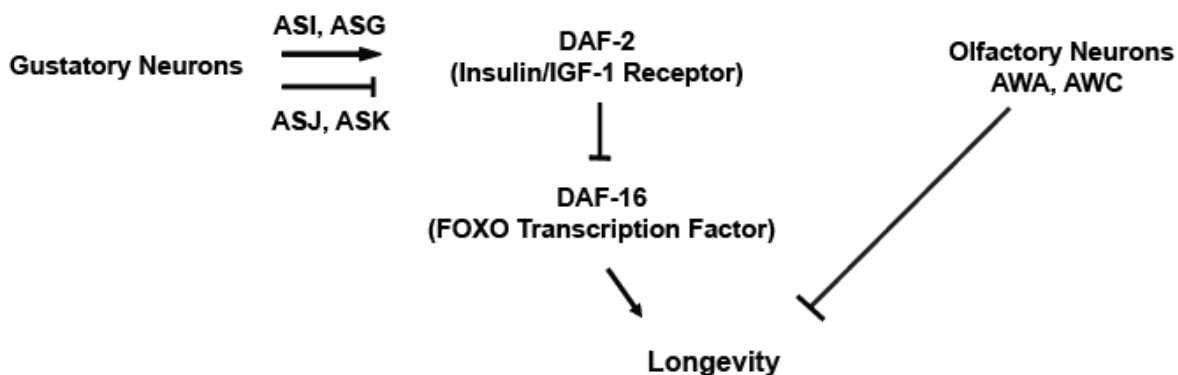 Gustatory Neurons
ASI, ASG
ASJ, ASK
DAF-2
(Insulin/IGF-1 Receptor)
DAF-16
(FOXO Transcription Factor)
Longevity
Olfactory Neurons
AWA, AWC